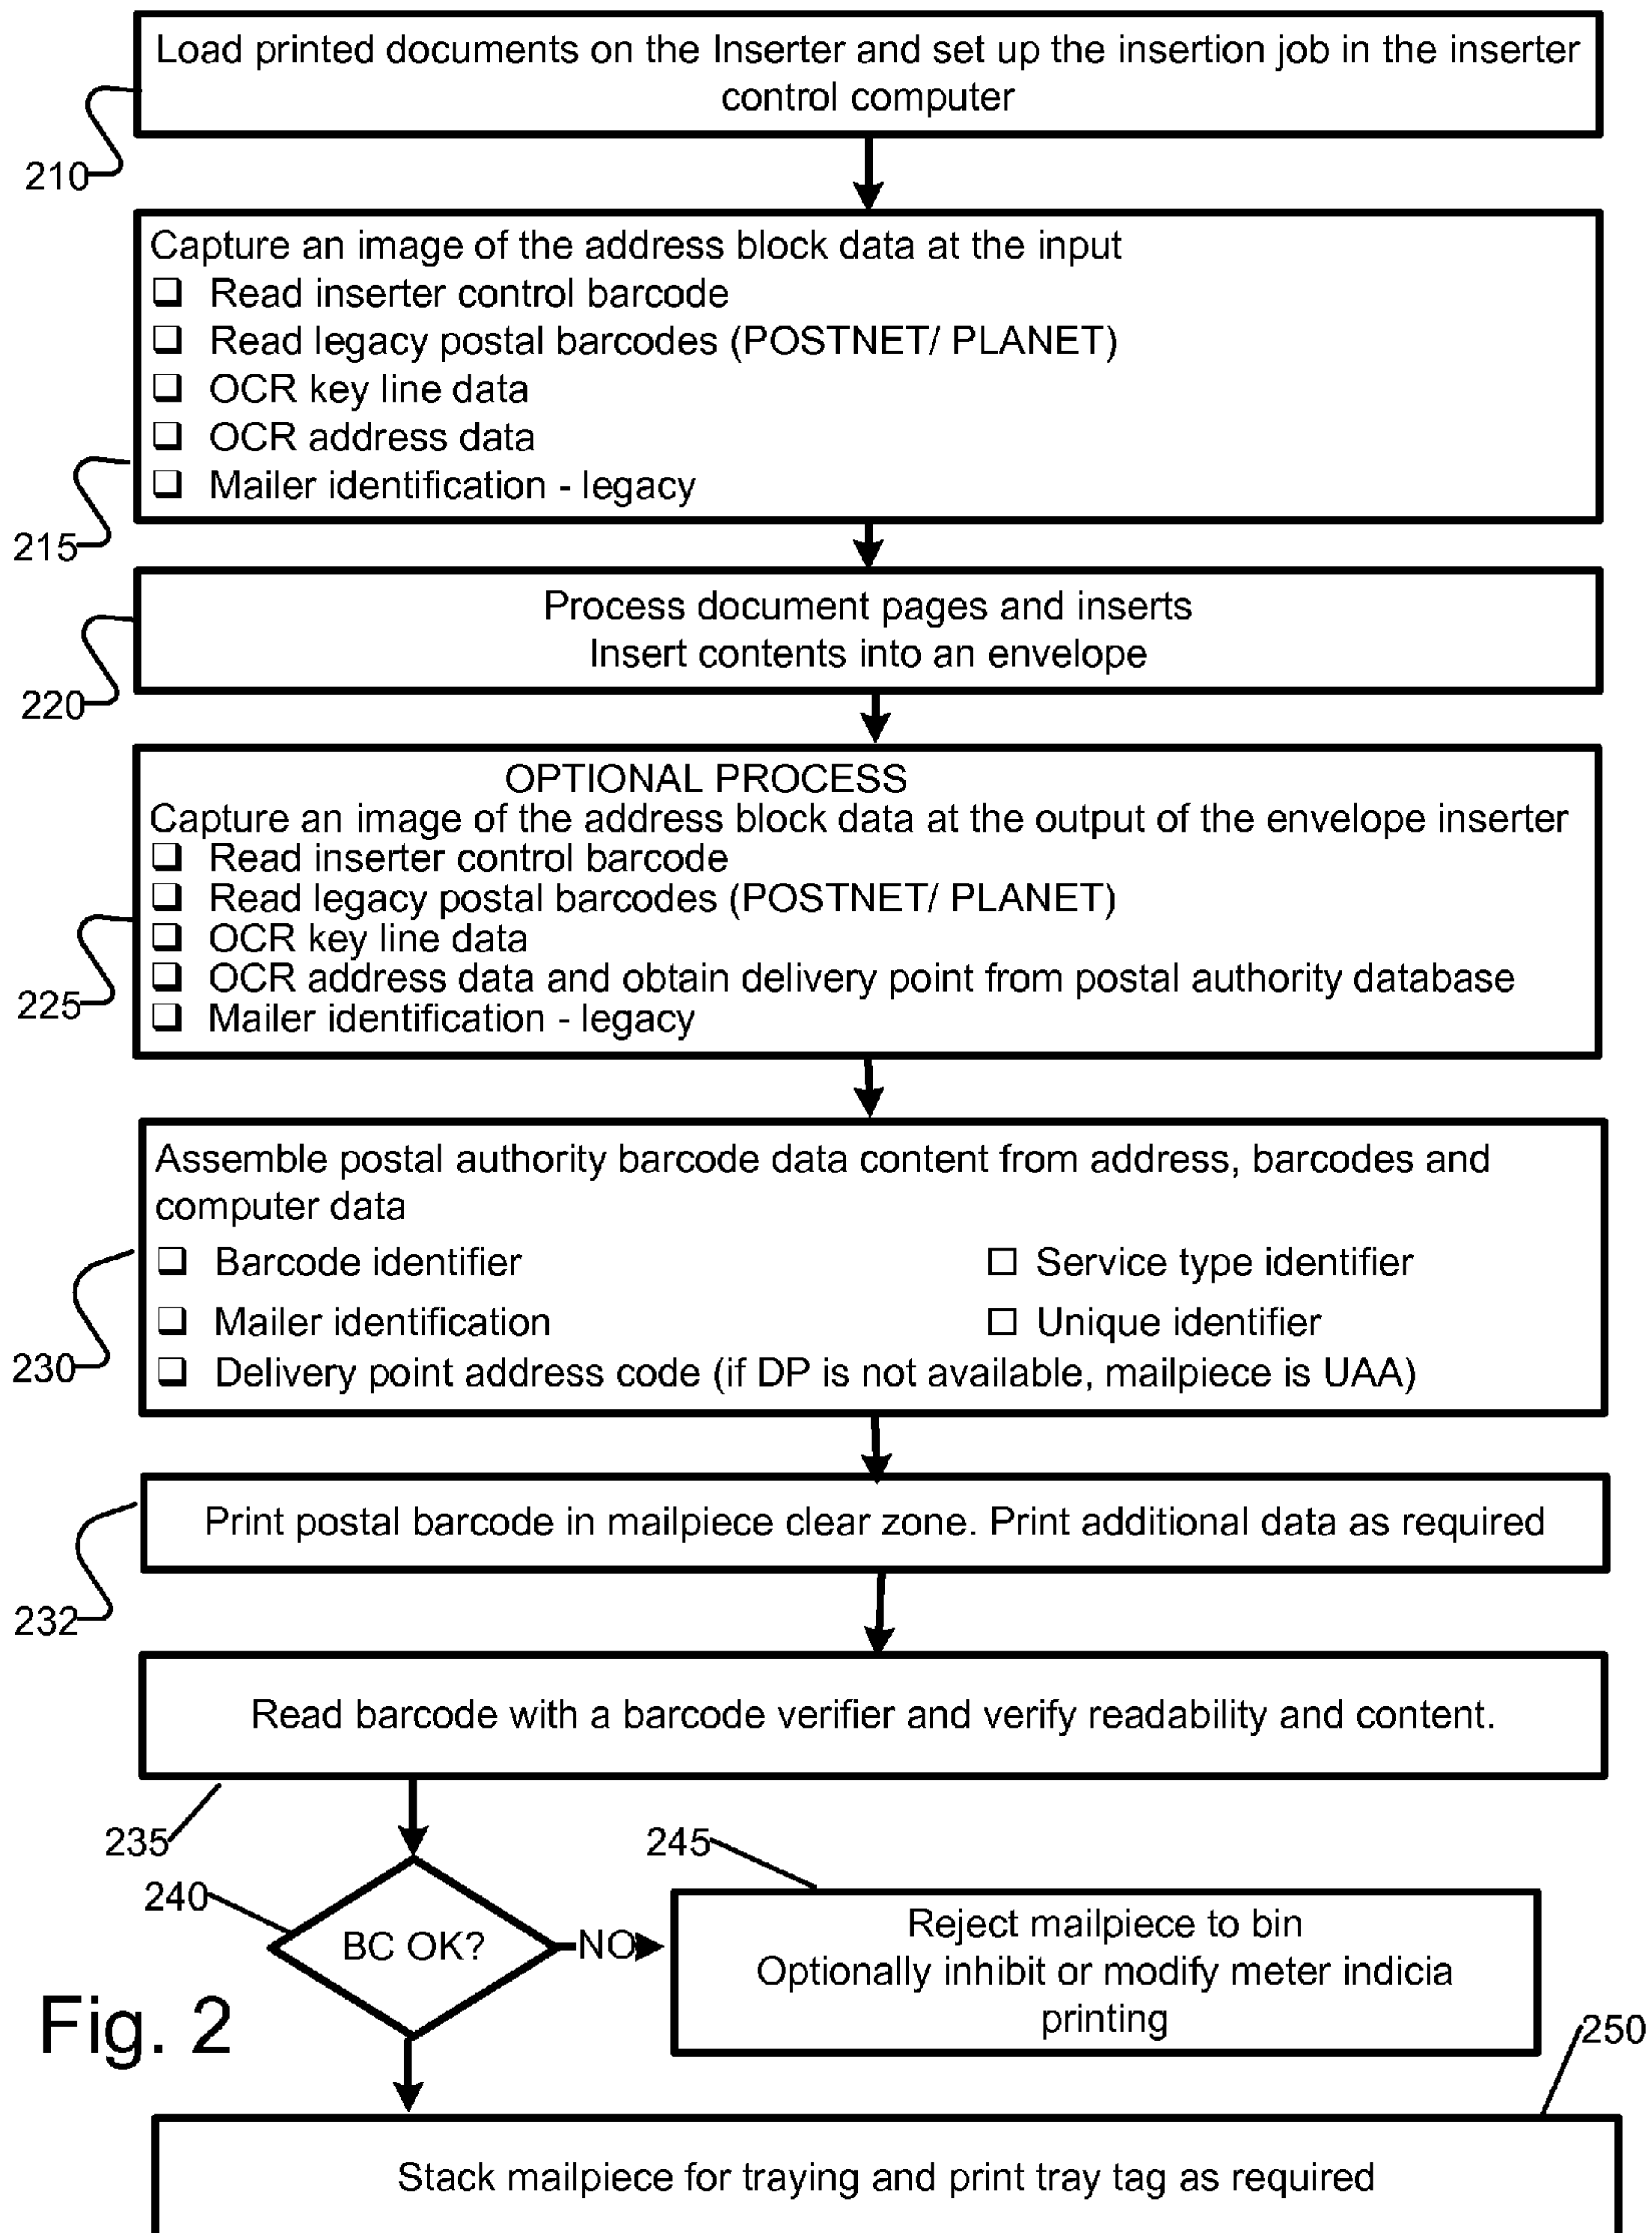 Load printed documents on the Inserter and set up the insertion job in the inserter
control computer
210
Capture an image of the address block data at the input
❑ Read inserter control barcode
❑ Read legacy postal barcodes (POSTNET/ PLANET)
❑ OCR key line data
❑ OCR address data
❑ Mailer identification - legacy
215
Process document pages and inserts
Insert contents into an envelope
220
OPTIONAL PROCESS
Capture an image of the address block data at the output of the envelope inserter
❑ Read inserter control barcode
❑ Read legacy postal barcodes (POSTNET/ PLANET)
❑ OCR key line data
❑ OCR address data and obtain delivery point from postal authority database
❑ Mailer identification - legacy
225
Assemble postal authority barcode data content from address, barcodes and
computer data
❑ Barcode identifier □ Service type identifier
❑ Mailer identification □ Unique identifier
❑ Delivery point address code (if DP is not available, mailpiece is UAA)
230
Print postal barcode in mailpiece clear zone. Print additional data as required
232
Read barcode with a barcode verifier and verify readability and content.
235
240
BC OK?
NO
245
Reject mailpiece to bin
Optionally inhibit or modify meter indicia
printing
Fig. 2
250
Stack mailpiece for traying and print tray tag as required